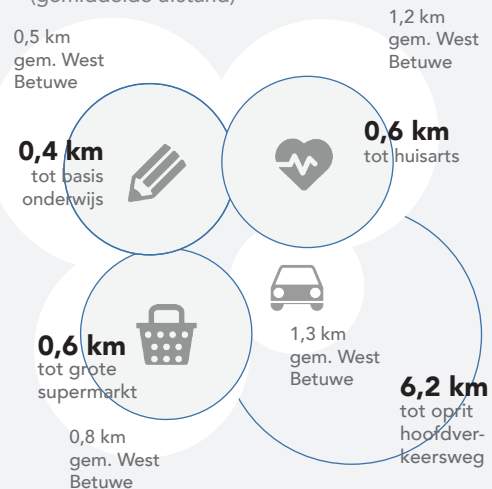 (gemiddelde afstand)
0,5 km
gem. West
Betuwe
0,4 km
tot basis
onderwijs
1,2 km
gem. West
Betuwe
0,6 km
tot huisarts
0,6 km
tot grote
supermarkt
0,8 km
gem. West
Betuwe
1,3 km
gem. West
Betuwe
6,2 km
tot oprit
hoofdver-
keersweg